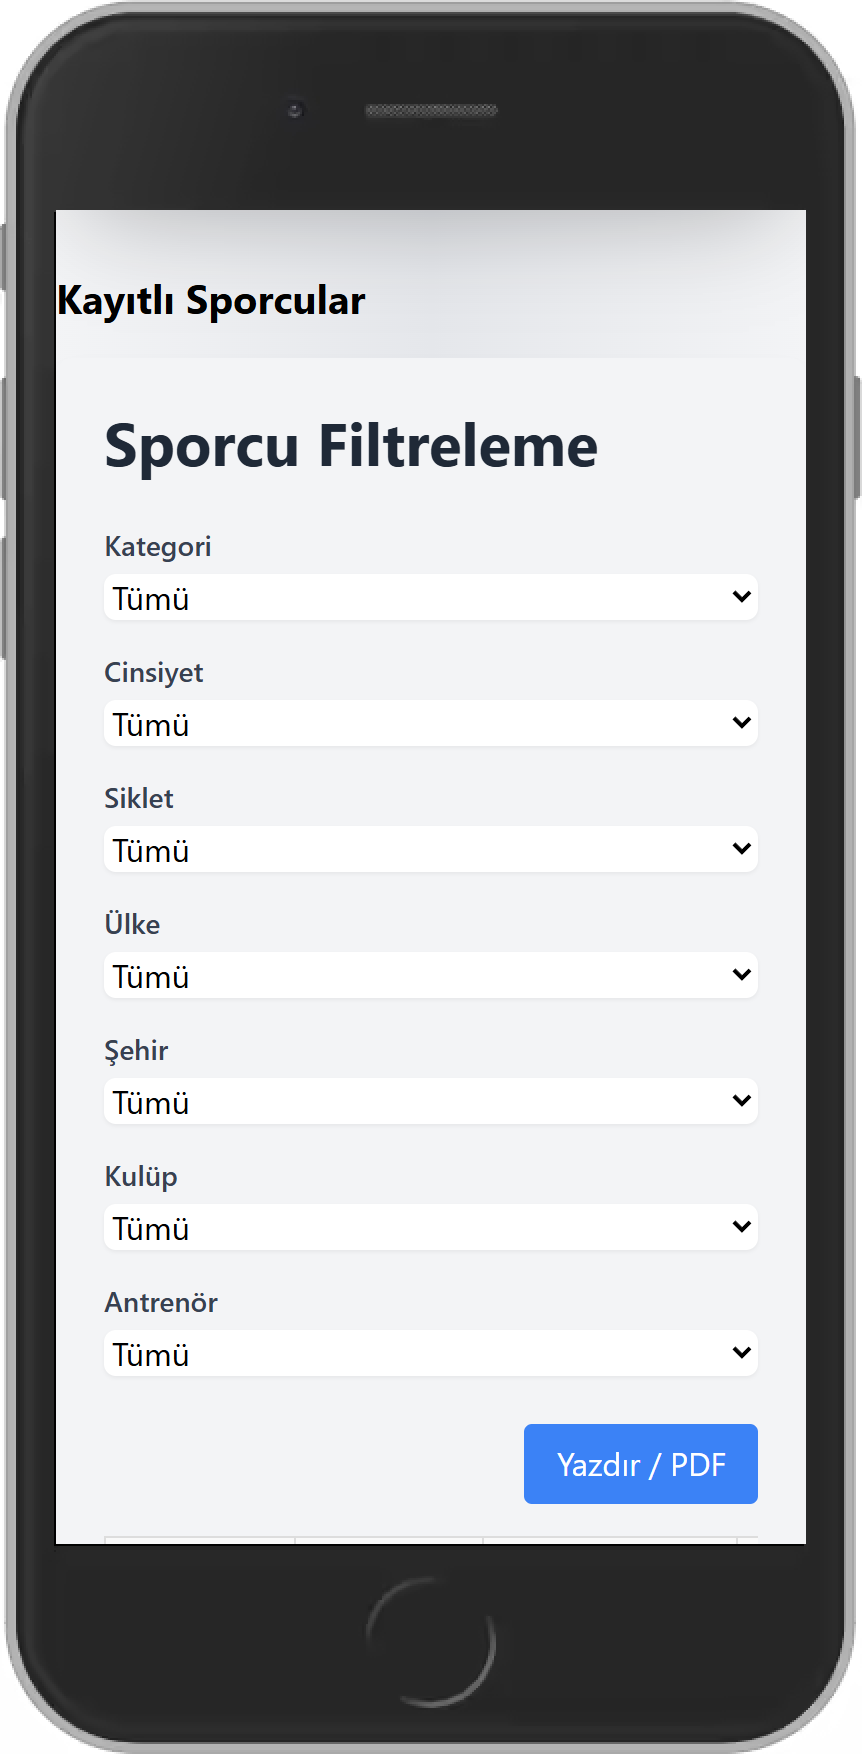 Kayıtlı Sporcular
Sporcu Filtreleme
Kategori
Tümü
Cinsiyet
Tümü
Siklet
Tümü
Ülke
Tümü
Şehir
Tümü
Kulüp
Tümü
Antrenör
Tümü
Yazdır / PDF